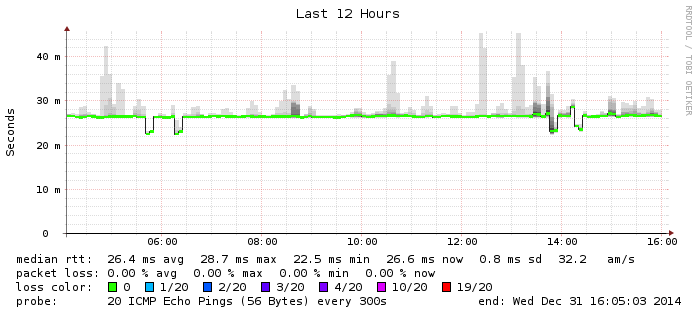 Last 12 Hours
RRDTOOL / TOBI OETIKER
Seconds
40 m
30 m
20 m
10 m
0
06:00 08:00 10:00 12:00 14:00 16:00
median rtt: 26.4 ms avg 28.7 ms max 22.5 ms min 26.6 ms now 0.8 ms sd 32.2 am/s
packet loss: 0.00 % avg 0.00 % max 0.00 % min 0.00 % now
loss color: 0 1/20 2/20 3/20 4/20 10/20 19/20
probe: 20 ICMP Echo Pings (56 Bytes) every 300s end: Wed Dec 31 16:05:03 2014